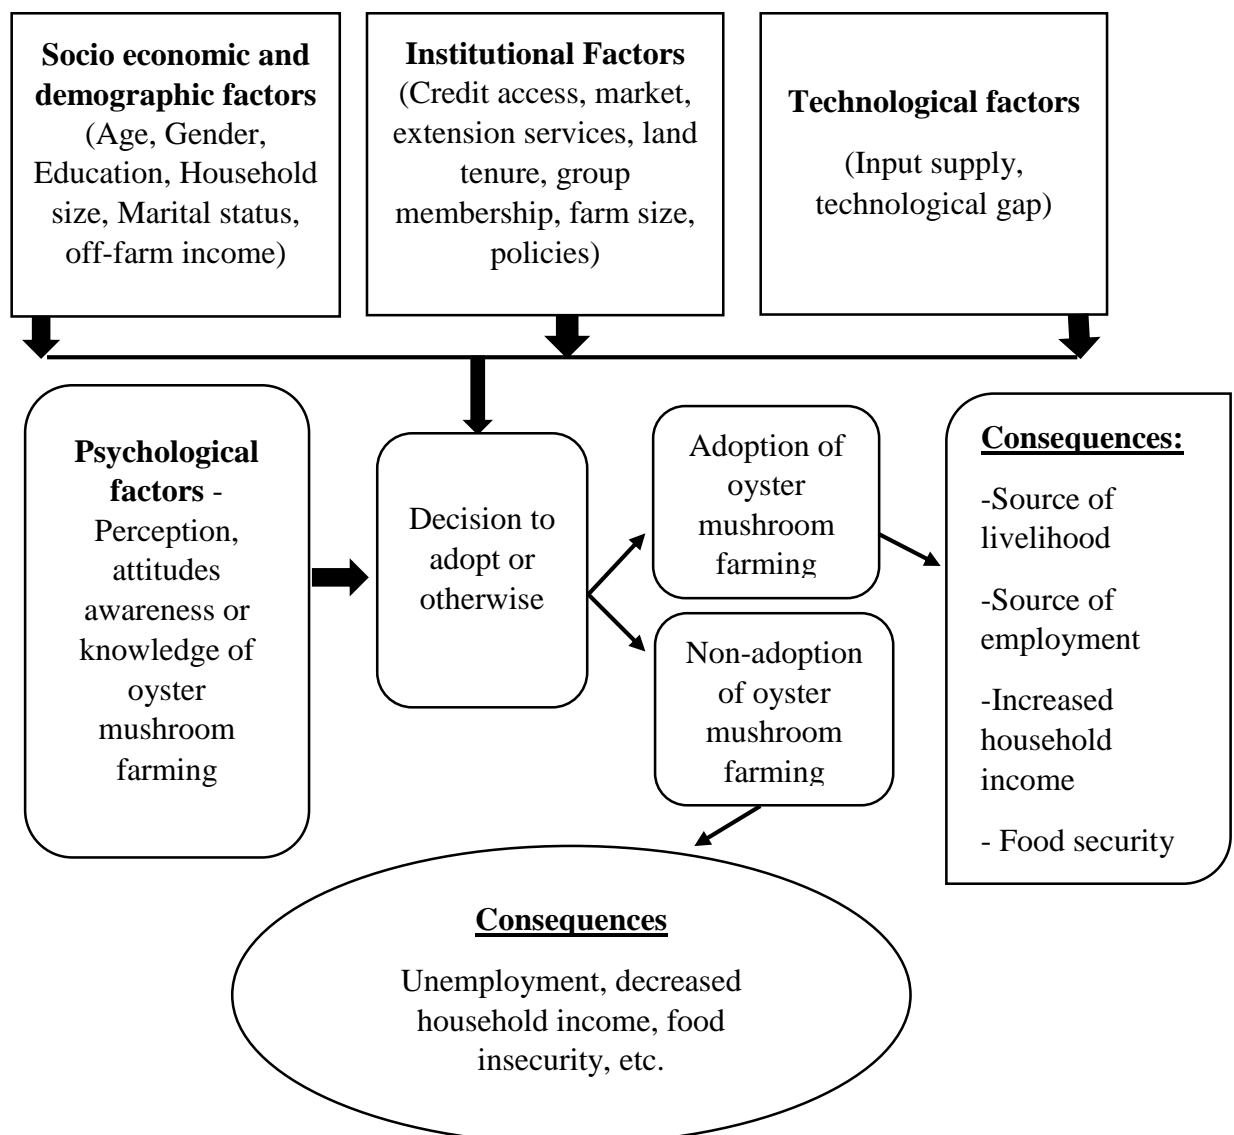 Socio economic and
demographic factors
(Age, Gender,
Education, Household
size, Marital status,
off-farm income)
Institutional Factors
(Credit access, market,
extension services, land
tenure, group
membership, farm size,
policies)
Technological factors
(Input supply,
technological gap)
Psychological
factors -
Perception,
attitudes
awareness or
knowledge of
oyster
mushroom
farming
Decision to
adopt or
otherwise
Adoption of
oyster
mushroom
farming
Non-adoption
of oyster
mushroom
farming
Consequences:
-Source of
livelihood
-Source of
employment
-Increased
household
income
- Food security
Consequences
Unemployment, decreased
household income, food
insecurity, etc.